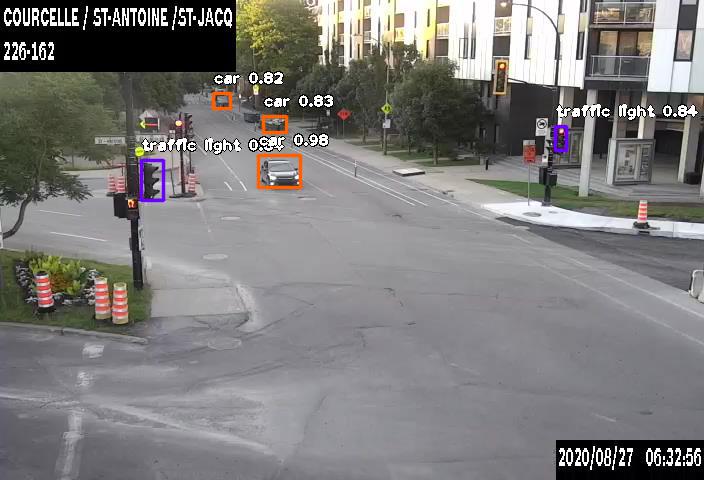 COURCELLE / ST-ANTOINE /ST-JACQ
226-162
car 0.82
car 0.83
traffic light 0.84
traffic light
car 0.98
2020/08/27 06:32:56